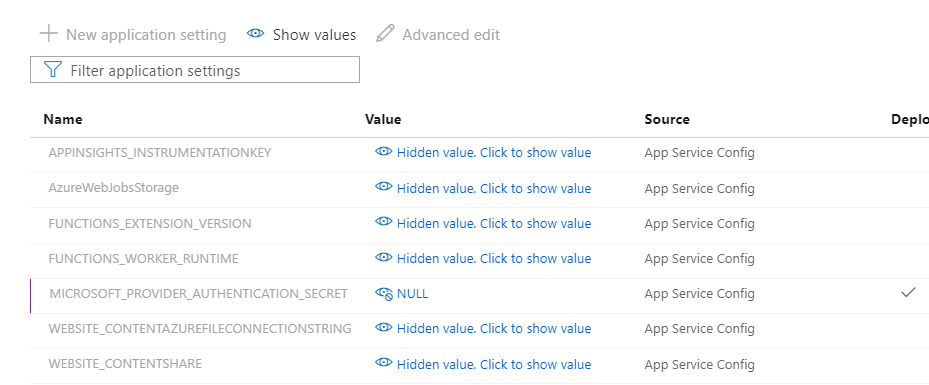 New application setting Show values Advanced edit
Filter application settings
Name Value Source Deplo
APPINSIGHTS_INSTRUMENTATIONKEY Hidden value. Click to show value App Service Config
AzureWebJobsStorage Hidden value. Click to show value App Service Config
FUNCTIONS_EXTENSION_VERSION Hidden value. Click to show value App Service Config
FUNCTIONS_WORKER_RUNTIME Hidden value. Click to show value App Service Config
MICROSOFT_PROVIDER_AUTHENTICATION_SECRET NULL App Service Config
WEBSITE_CONTENTAZUREFILECONNECTIONSTRING Hidden value. Click to show value App Service Config
WEBSITE_CONTENTSHARE Hidden value. Click to show value App Service Config